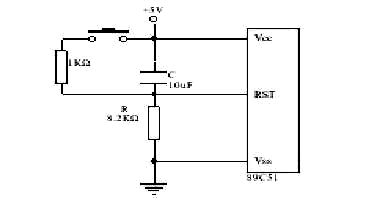 +5V
Vcc
1KΩ
C
10uF
RST
R
8.2KΩ
Vss
89C51